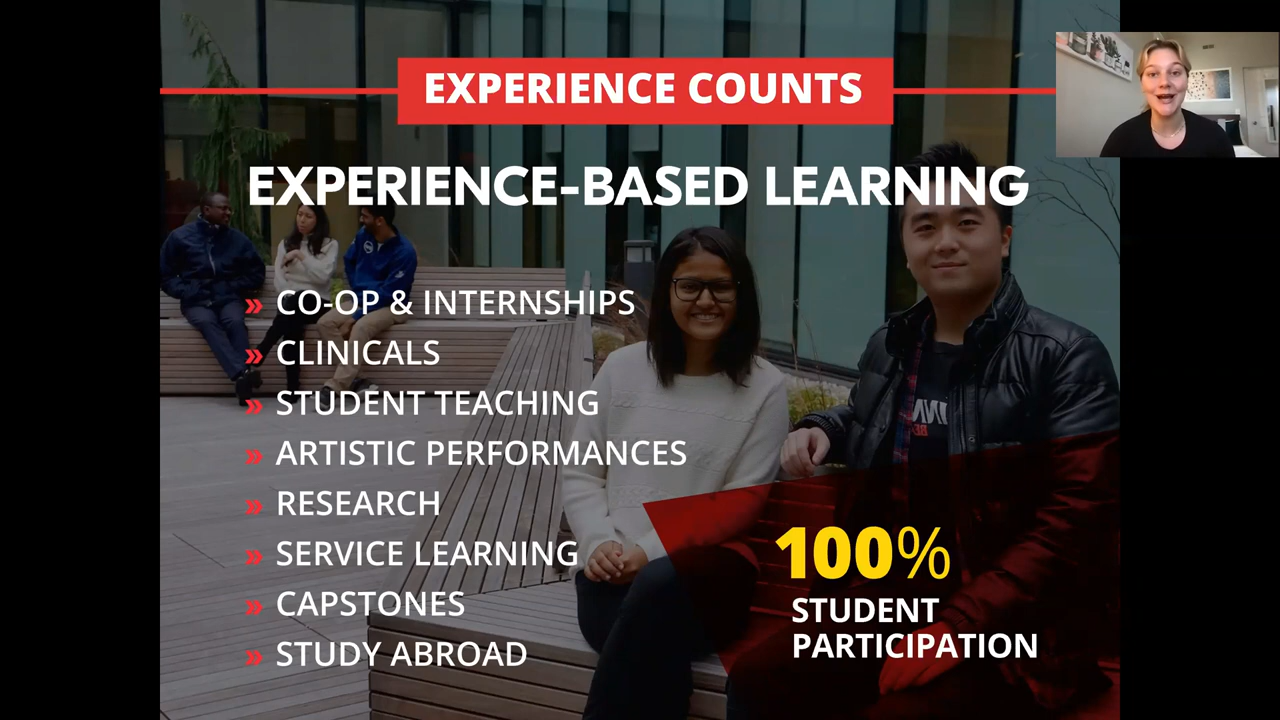 EXPERIENCE COUNTS
EXPERIENCE-BASED LEARNING
» CO-OP & INTERNSHIPS
» CLINICALS
» STUDENT TEACHING
» ARTISTIC PERFORMANCES
» RESEARCH
» SERVICE LEARNING
» CAPSTONES
» STUDY ABROAD
100%
STUDENT
PARTICIPATION